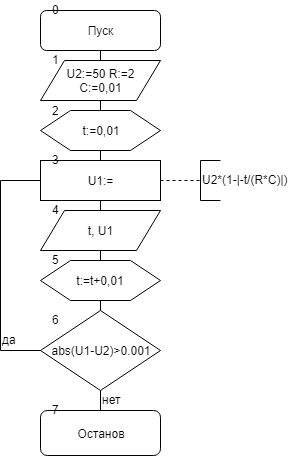 0
Пуск
1
U2:=50 R:=2
C:=0,01
2
t:=0,01
3
U1:=
U2*(1-|-t/(R*C)|)
4
t, U1
5
t:=t+0,01
6
abs(U1-U2)>0.001
да
нет
7
Останов